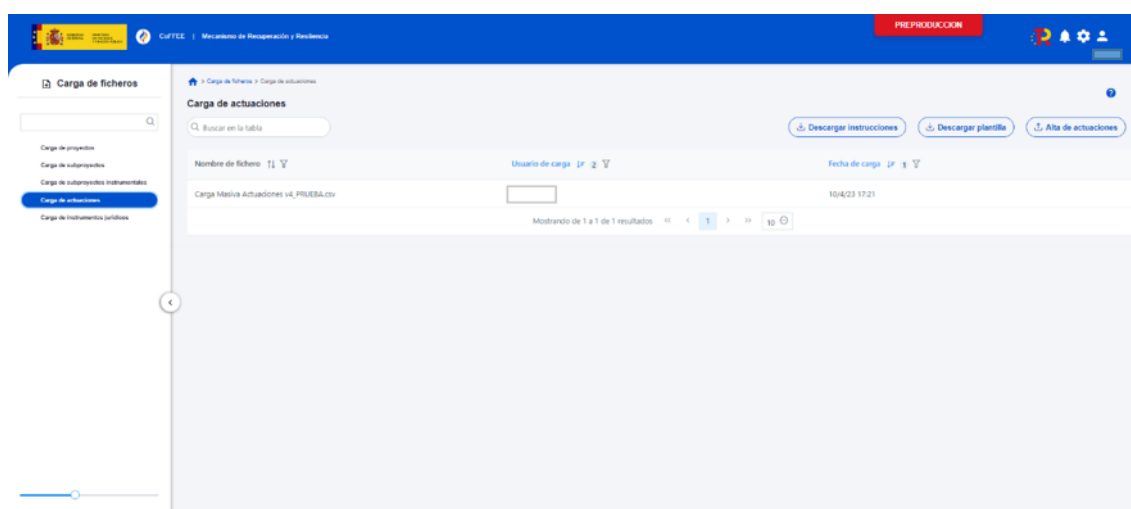 PREPRODUCCION
CoFFEE | Mecanismo de Recuperación y Resiliencia
Carga de ficheros
Carga de proyectos
Carga de subproyectos
Carga de subproyectos instrumentales
Carga de actuaciones
Carga de instrumentos jurídicos
> Carga de ficheros > Carga de actuaciones
Carga de actuaciones
Buscar en la tabla
Descargar instrucciones
Descargar plantilla
Alta de actuaciones
Nombre de fichero
Usuario de carga 2
Fecha de carga 1
Carga Masiva Actuaciones v4_PRUEBA.csv
10/4/23 17:21
Mostrando de 1 a 1 de 1 resultados << < 1 > >> 10